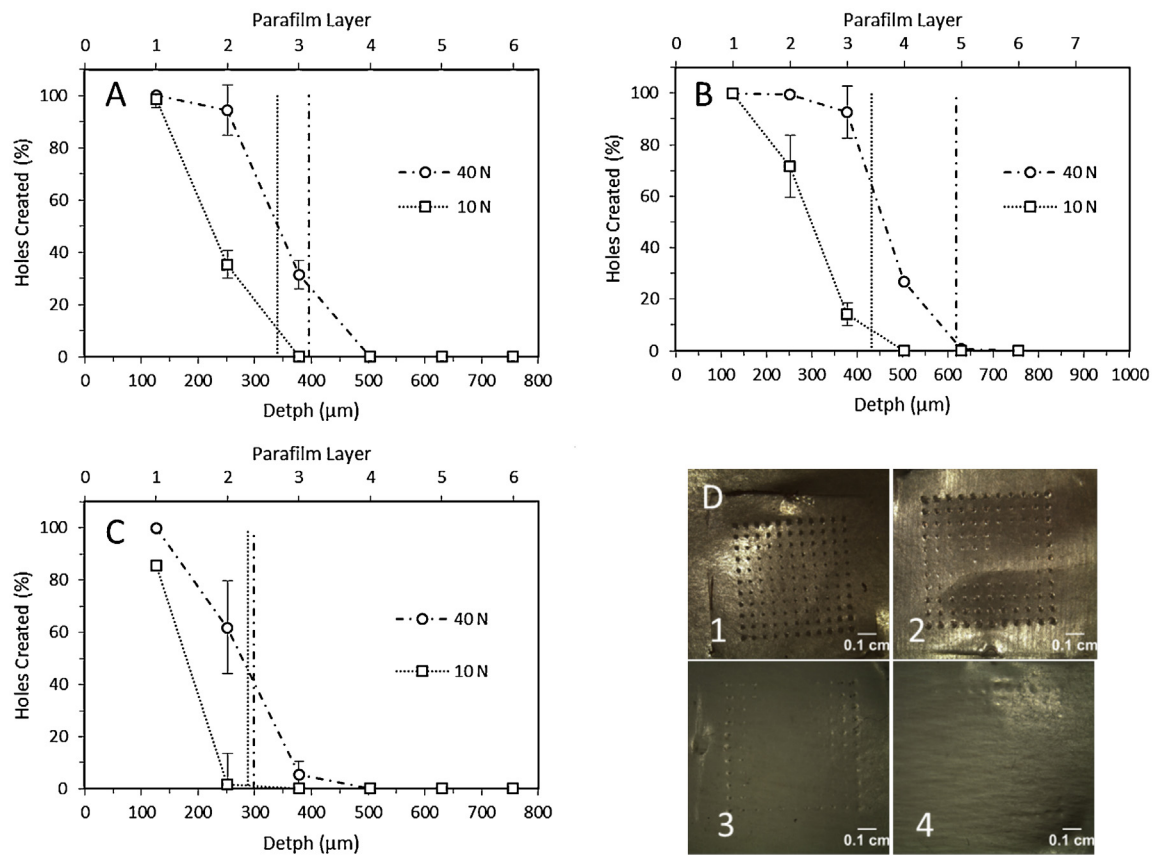 Parafilm Layer
0 1 2 3 4 5 6
A
100
80
60
40
20
0
Holes Created (%)
40 N
10 N
0 100 200 300 400 500 600 700 800
Detph (µm)
Parafilm Layer
0 1 2 3 4 5 6 7
B
100
80
60
40
20
0
Holes Created (%)
40 N
10 N
0 100 200 300 400 500 600 700 800 900 1000
Detph (µm)
Parafilm Layer
0 1 2 3 4 5 6
C
100
80
60
40
20
0
Holes Created (%)
40 N
10 N
0 100 200 300 400 500 600 700 800
Detph (µm)
D
1
0.1 cm
2
0.1 cm
3
0.1 cm
4
0.1 cm